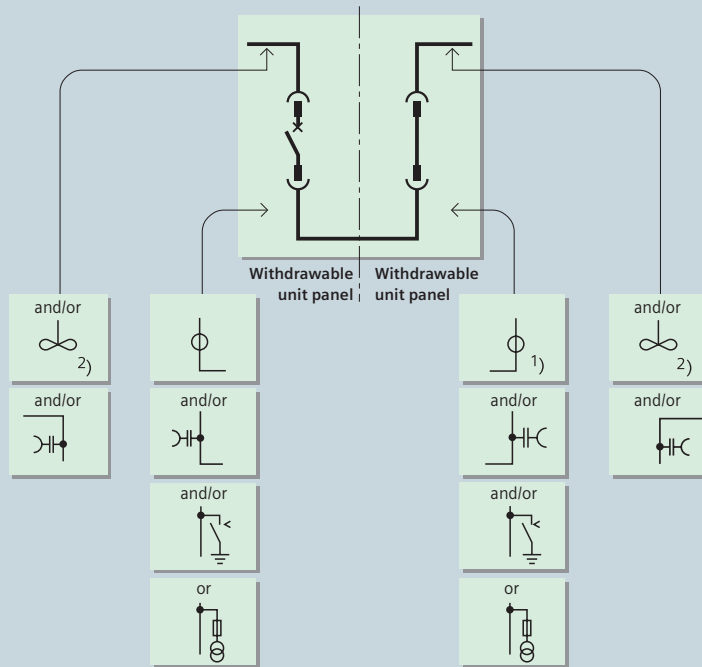 Withdrawable
unit panel
Withdrawable
unit panel
and/or
2)
1)
and/or
2)
and/or
and/or
and/or
and/or
and/or
and/or
or
or